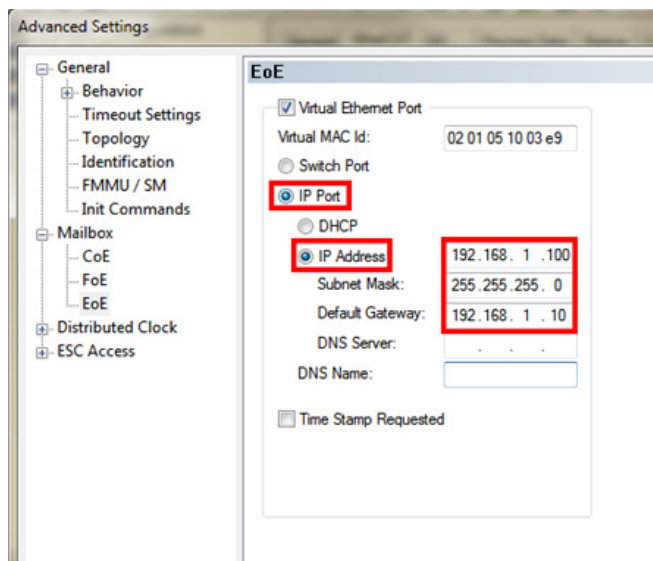 Advanced Settings
General
Behavior
Timeout Settings
Topology
Identification
FMMU / SM
Init Commands
Mailbox
CoE
FoE
EoE
Distributed Clock
ESC Access
EoE
Virtual Ethernet Port
Virtual MAC Id: 02 01 05 10 03 e9
Switch Port
IP Port
DHCP
IP Address 192.168. 1 .100
Subnet Mask: 255.255.255. 0
Default Gateway: 192.168. 1 . 10
DNS Server: . . .
DNS Name:
Time Stamp Requested